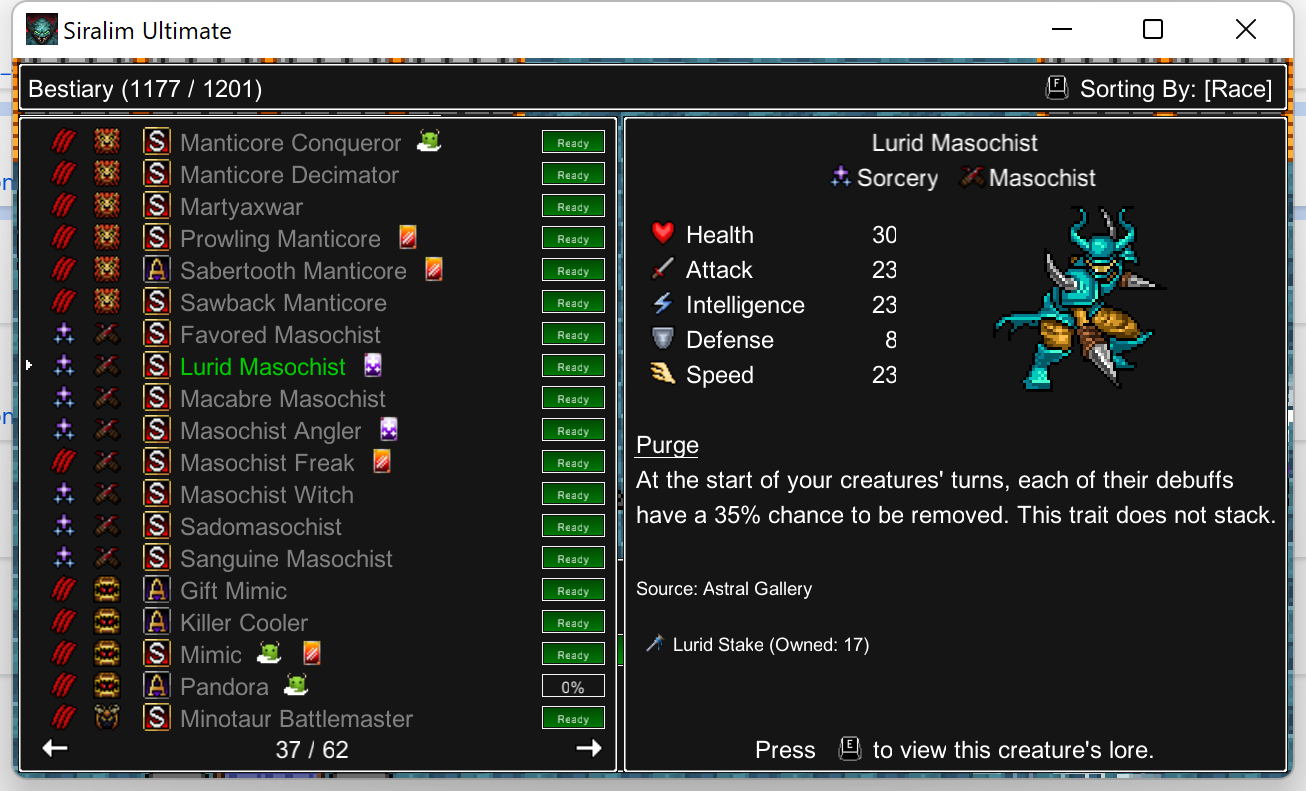 Siralim Ultimate
Bestiary (1177 / 1201)
F Sorting By: [Race]
S Manticore Conqueror Ready
S Manticore Decimator Ready
S Martyaxwar Ready
S Prowling Manticore Ready
A Sabertooth Manticore Ready
S Sawback Manticore Ready
S Favored Masochist Ready
S Lurid Masochist Ready
S Macabre Masochist Ready
S Masochist Angler Ready
S Masochist Freak Ready
S Masochist Witch Ready
S Sadomasochist Ready
S Sanguine Masochist Ready
A Gift Mimic Ready
A Killer Cooler Ready
S Mimic Ready
A Pandora 0%
S Minotaur Battlemaster Ready
37 / 62
Lurid Masochist
Sorcery Masochist
Health 30
Attack 23
Intelligence 23
Defense 8
Speed 23
Purge
At the start of your creatures' turns, each of their debuffs
have a 35% chance to be removed. This trait does not stack.
Source: Astral Gallery
Lurid Stake (Owned: 17)
Press E to view this creature's lore.